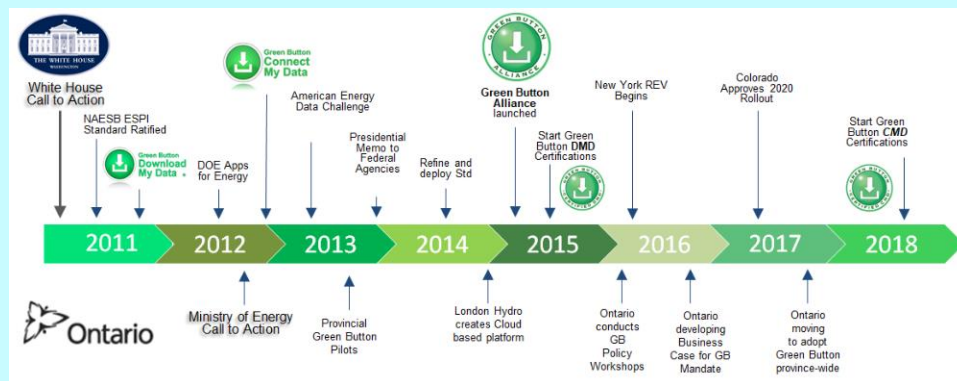 THE WHITE HOUSE
WASHINGTON
White House
Call to Action
NAESB ESPI
Standard Ratified
Green Button
Download
My Data
DOE Apps
for Energy
Green Button
Connect
My Data
American Energy
Data Challenge
Presidential
Memo to
Federal
Agencies
Refine and
deploy Std
GREEN BUTTON
ALLIANCE
Green Button
Alliance
launched
Start Green
Button DMD
Certifications
GREEN BUTTON
New York REV
Begins
Colorado
Approves 2020
Rollout
Start Green
Button CMD
Certifications
GREEN BUTTON
2011
2012
2013
2014
2015
2016
2017
2018
Ontario
Ministry of Energy
Call to Action
Provincial
Green Button
Pilots
London Hydro
creates Cloud
based platform
Ontario
conducts
GB
Policy
Workshops
Ontario
developing
Business
Case for GB
Mandate
Ontario
moving
to adopt
Green Button
province-wide